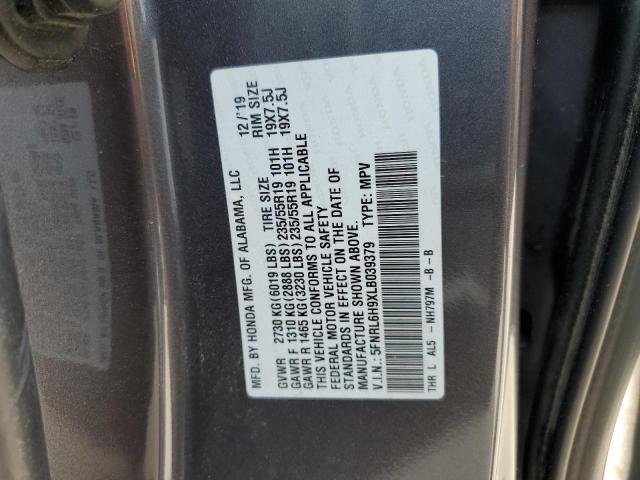 MFD. BY HONDA MFG. OF ALABAMA, LLC 12/'19
GVWR 2730 KG(6019 LBS) TIRE SIZE RIM SIZE
GAWR F 1310 KG(2888 LBS)235/55R19 101H 19X7.5J
GAWR R 1465 KG(3230 LBS)235/55R19 101H 19X7.5J
THIS VEHICLE CONFORMS TO ALL APPLICABLE
FEDERAL MOTOR VEHICLE SAFETY
STANDARDS IN EFFECT ON THE DATE OF
MANUFACTURE SHOWN ABOVE.
V.I.N.: 5FNRL6H9XLB039379 TYPE: MPV
THR L AL5 - NH797M -B -B